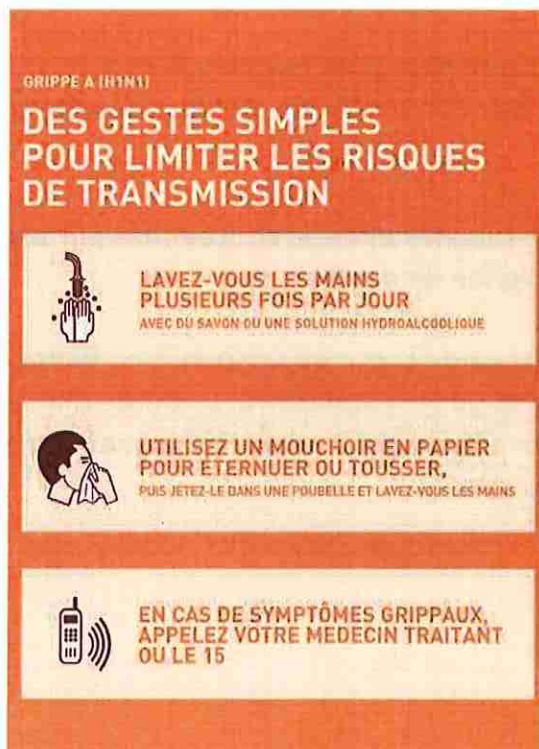 GRIPPE A (H1N1)
DES GESTES SIMPLES
POUR LIMITER LES RISQUES
DE TRANSMISSION
LAVEZ-VOUS LES MAINS
PLUSIEURS FOIS PAR JOUR
AVEC DU SAVON OU UNE SOLUTION HYDROALCOOLIQUE
UTILISEZ UN MOUCHOIR EN PAPIER
POUR ETERNUER OU TOUSSER,
PUIS JETEZ-LE DANS UNE POUBELLE ET LAVEZ-VOUS LES MAINS
EN CAS DE SYMPTÔMES GRIPPAUX,
APPELEZ VOTRE MEDECIN TRAITANT
OU LE 15